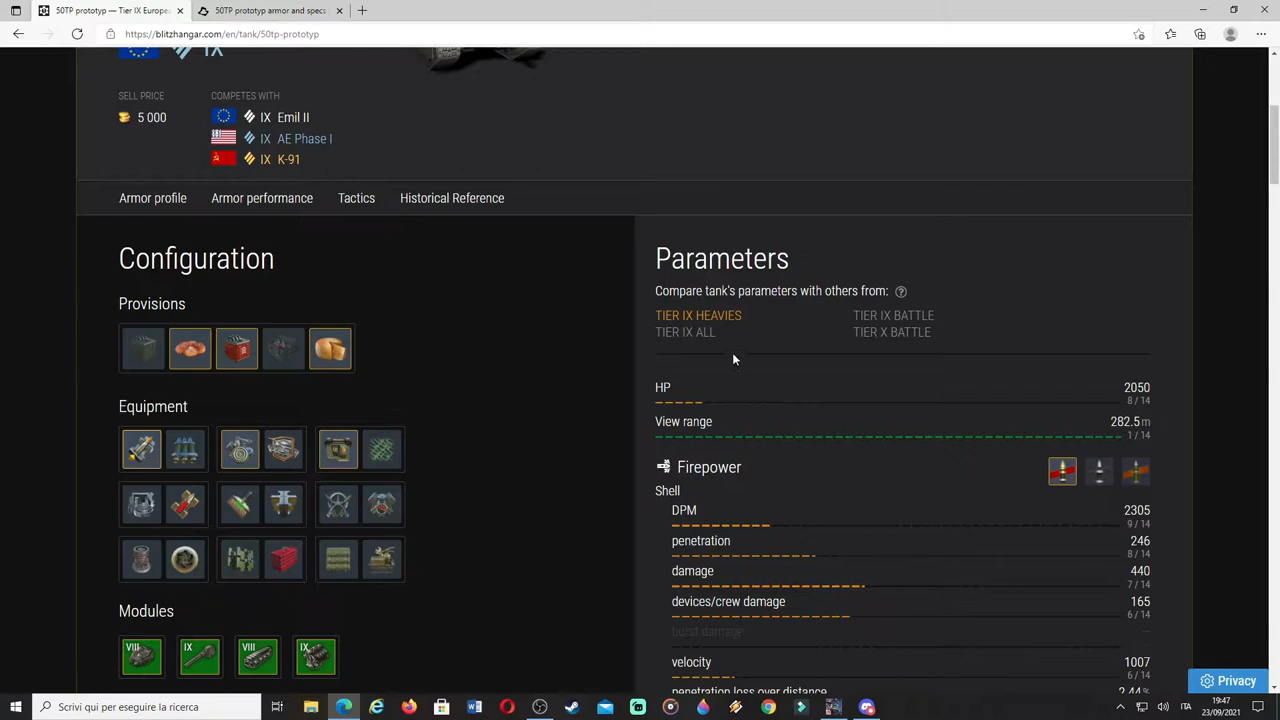 50TP prototyp — Tier IX Europea
50TP prototyp armor and specs
https://blitzhangar.com/en/tank/50tp-prototyp
IX
SELL PRICE
COMPETES WITH
5 000
IX Emil II
IX AE Phase I
IX K-91
Armor profile
Armor performance
Tactics
Historical Reference
Configuration
Provisions
Equipment
Modules
VIII
IX
VIII
IX
Parameters
Compare tank's parameters with others from:
TIER IX HEAVIES
TIER IX BATTLE
TIER IX ALL
TIER X BATTLE
HP
2050
8 / 14
View range
282.5 m
1 / 14
Firepower
Shell
DPM
2305
9 / 14
penetration
246
8 / 14
damage
440
7 / 14
devices/crew damage
165
6 / 14
burst damage
velocity
1007
6 / 14
penetration loss over distance
2.44%
Privacy
Scrivi qui per eseguire la ricerca
ITA
19:47
23/09/2021